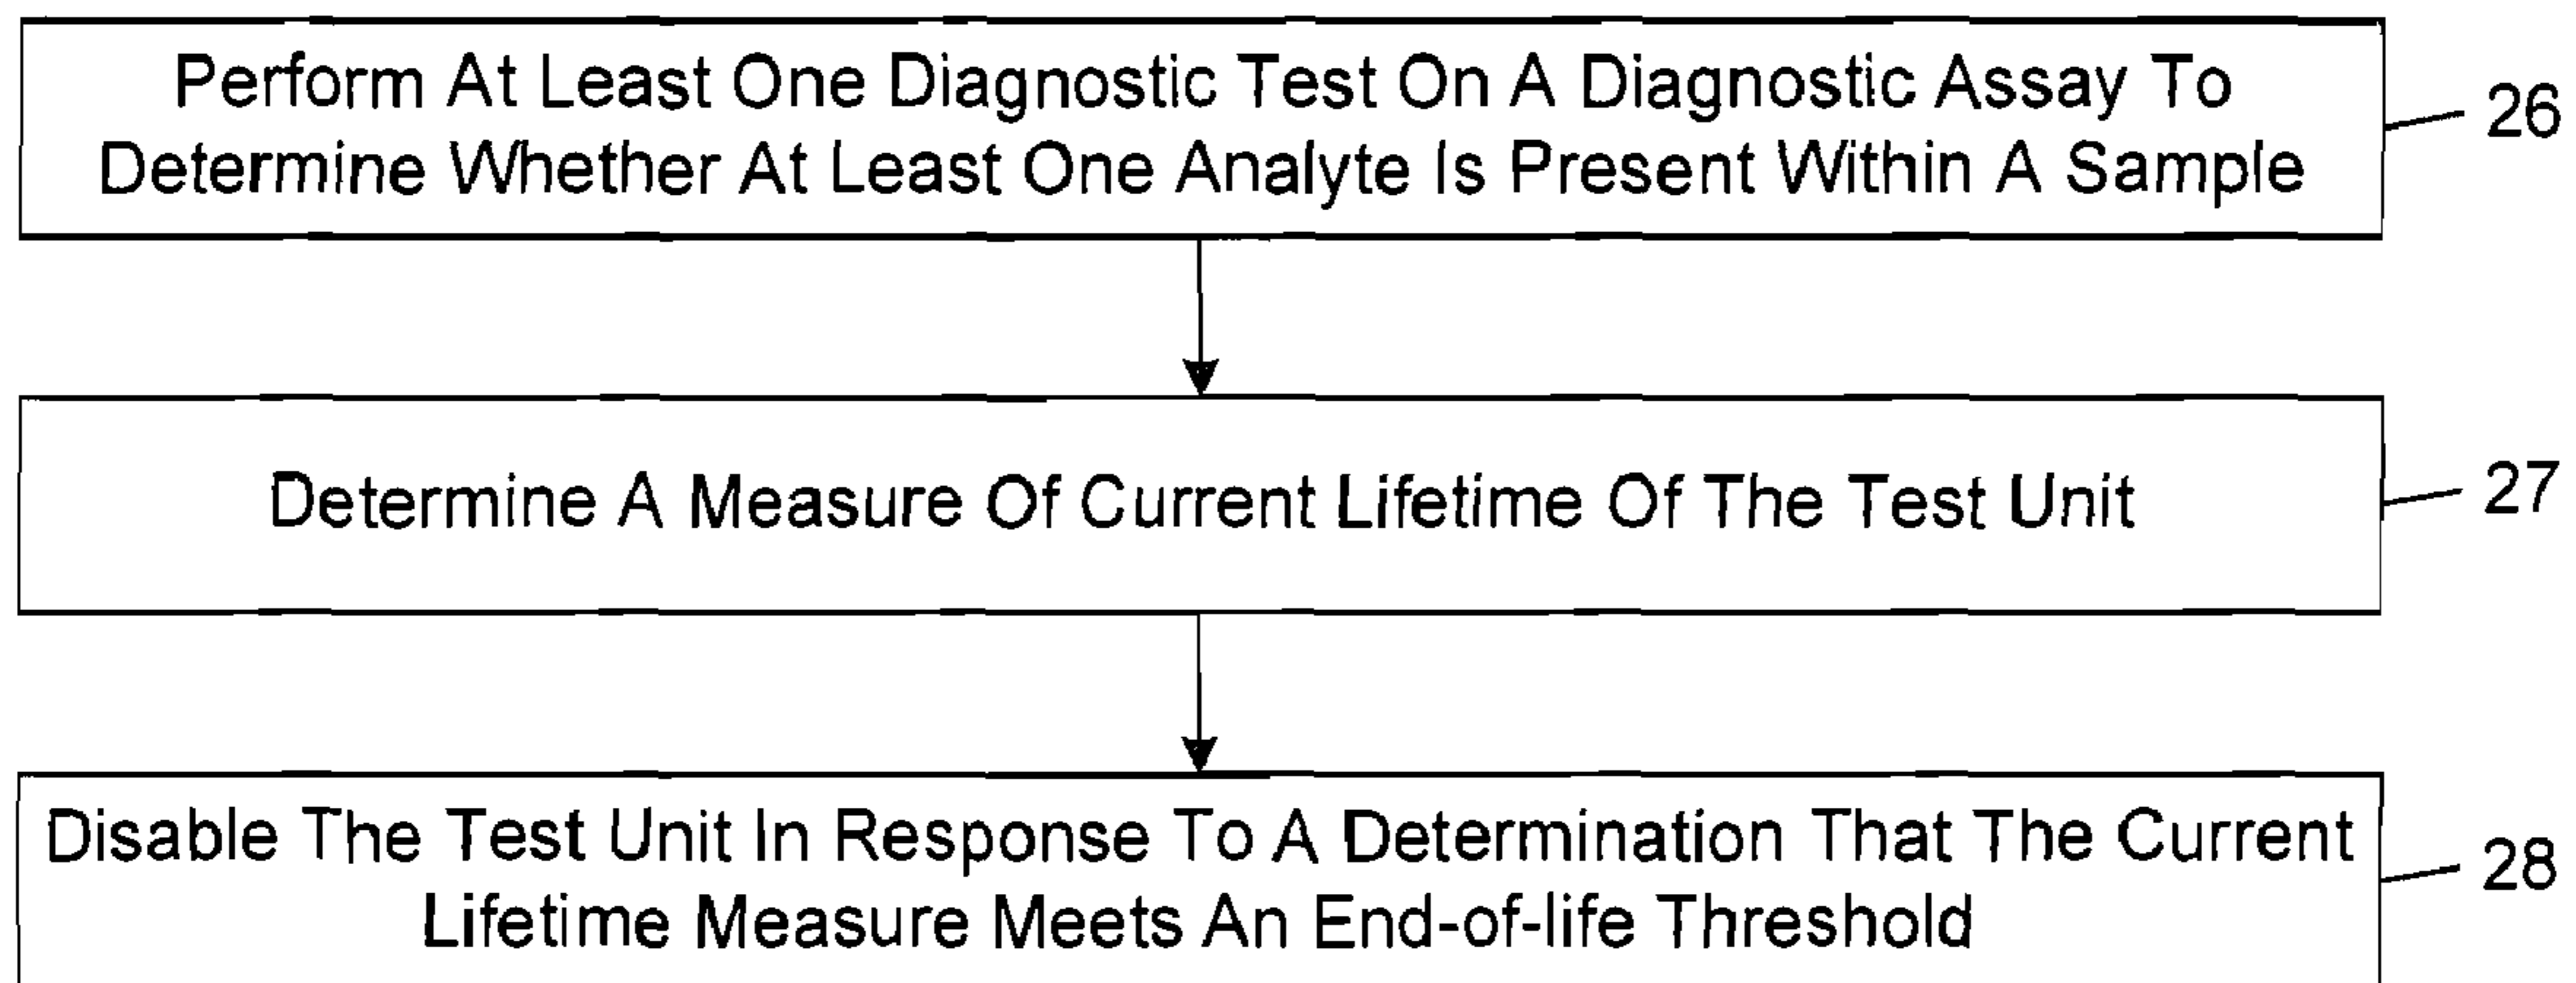 Perform At Least One Diagnostic Test On A Diagnostic Assay To
Determine Whether At Least One Analyte Is Present Within A Sample
26
Determine A Measure Of Current Lifetime Of The Test Unit
27
Disable The Test Unit In Response To A Determination That The Current
Lifetime Measure Meets An End-of-life Threshold
28